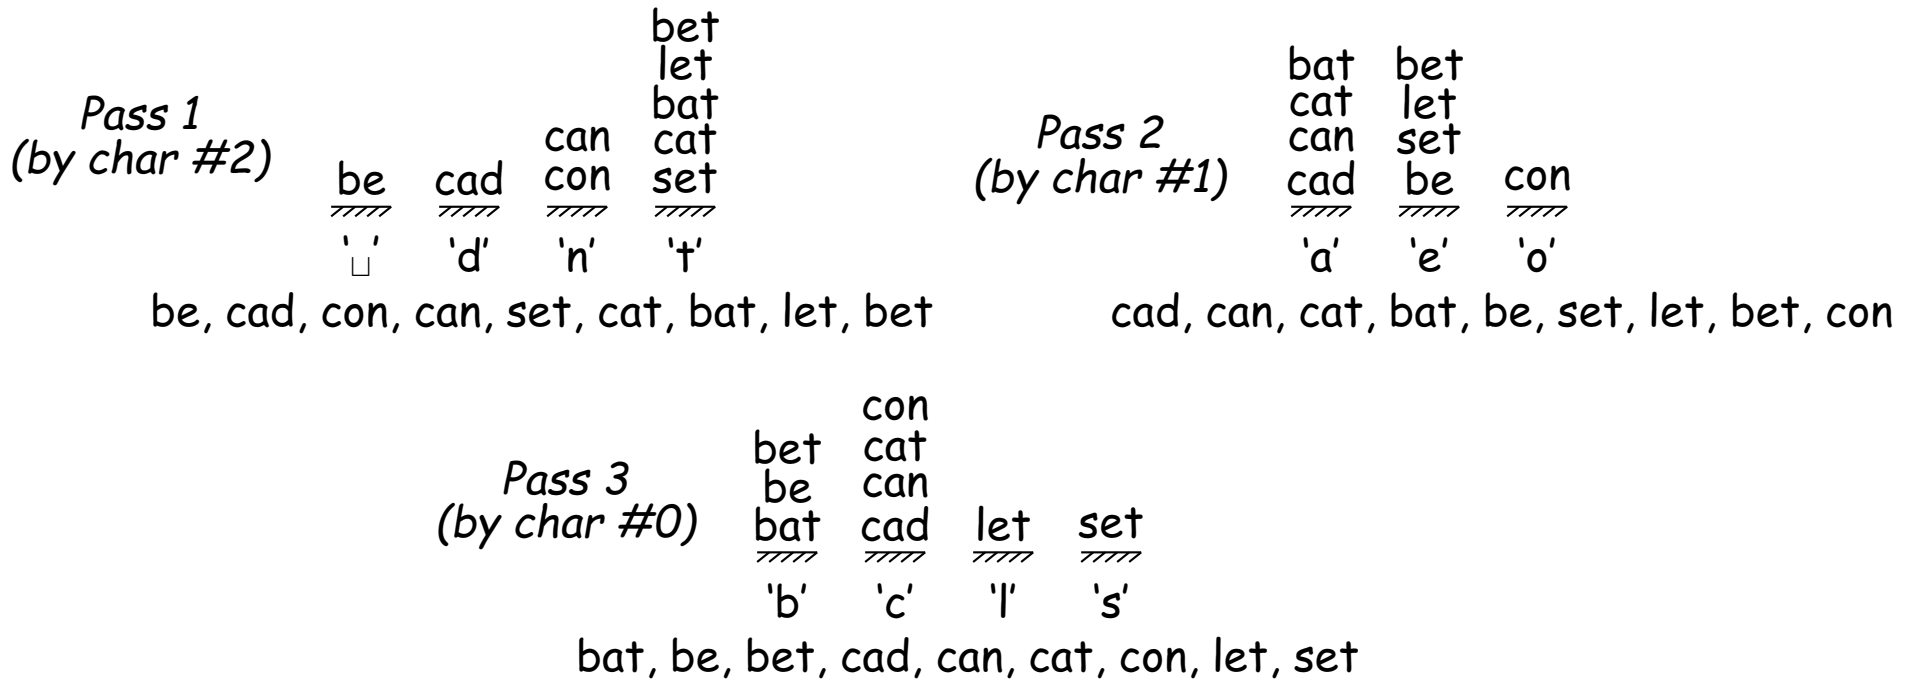 Pass 1
(by char #2)
bet
let
bat
can cat
be cad con set
‘␣’ ‘d’ ‘n’ ‘t’
be, cad, con, can, set, cat, bat, let, bet
Pass 2
(by char #1)
bat bet
cat let
can set
cad be con
‘a’ ‘e’ ‘o’
cad, can, cat, bat, be, set, let, bet, con
Pass 3
(by char #0)
con
bet cat
be can
bat cad let set
‘b’ ‘c’ ‘l’ ‘s’
bat, be, bet, cad, can, cat, con, let, set